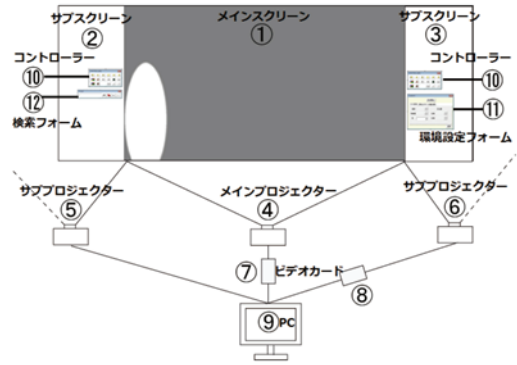 サブスクリーン メインスクリーン サブスクリーン
② ① ③
コントローラー コントローラー
⑩ ⑩
⑫ ⑪
検索フォーム 環境設定フォーム
サブプロジェクター メインプロジェクター サブプロジェクター
⑤ ④ ⑥
⑦ ビデオカード ⑧
⑨PC